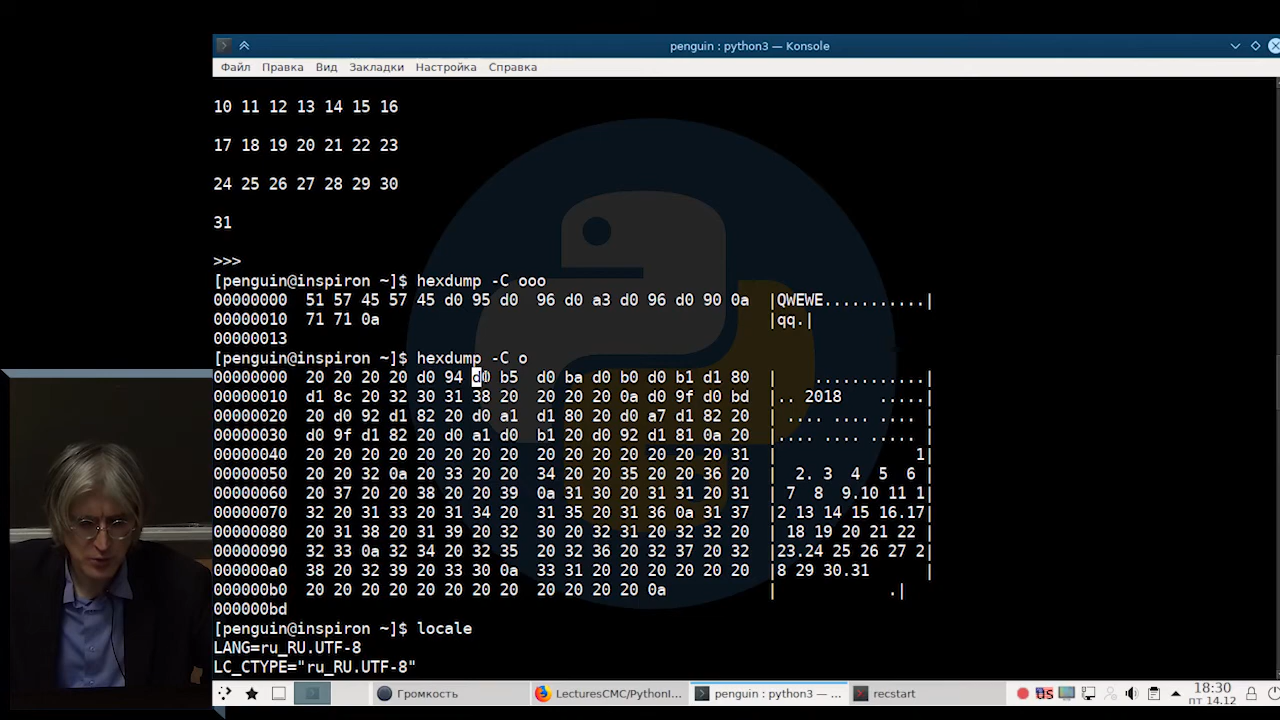 penguin : python3 — Konsole
Файл Правка Вид Закладки Настройка Справка
10 11 12 13 14 15 16
17 18 19 20 21 22 23
24 25 26 27 28 29 30
31
>>>
[penguin@inspiron ~]$ hexdump -C ooo
00000000  51 57 45 57 45 d0 95 d0  96 d0 a3 d0 96 d0 90 0a  |QWEWE...........|
00000010  71 71 0a  |qq.|
00000013
[penguin@inspiron ~]$ hexdump -C o
00000000  20 20 20 20 d0 94 d0 b5  d0 ba d0 b0 d0 b1 d1 80  |    ............|
00000010  d1 8c 20 32 30 31 38 20  20 20 20 0a d0 9f d0 bd  |.. 2018    .....|
00000020  20 d0 92 d1 82 20 d0 a1  d1 80 20 d0 a7 d1 82 20  | .... .... .... |
00000030  d0 9f d1 82 20 d0 a1 d0  b1 20 d0 92 d1 81 0a 20  |.... .... ..... |
00000040  20 20 20 20 20 20 20 20  20 20 20 20 20 20 20 31  |               1|
00000050  20 20 32 0a 20 33 20 20  34 20 20 35 20 20 36 20  |  2. 3  4  5  6 |
00000060  20 37 20 20 38 20 20 39  0a 31 30 20 31 31 20 31  | 7  8  9.10 11 1|
00000070  32 20 31 33 20 31 34 20  31 35 20 31 36 0a 31 37  |2 13 14 15 16.17|
00000080  20 31 38 20 31 39 20 32  30 20 32 31 20 32 32 20  | 18 19 20 21 22 |
00000090  32 33 0a 32 34 20 32 35  20 32 36 20 32 37 20 32  |23.24 25 26 27 2|
000000a0  38 20 32 39 20 33 30 0a  33 31 20 20 20 20 20 20  |8 29 30.31      |
000000b0  20 20 20 20 20 20 20 20  20 20 20 20 0a  |            .|
000000bd
[penguin@inspiron ~]$ locale
LANG=ru_RU.UTF-8
LC_CTYPE="ru_RU.UTF-8"
Громкость LecturesCMC/PythonI... penguin : python3 — ... recstart us 18:30
пт 14.12